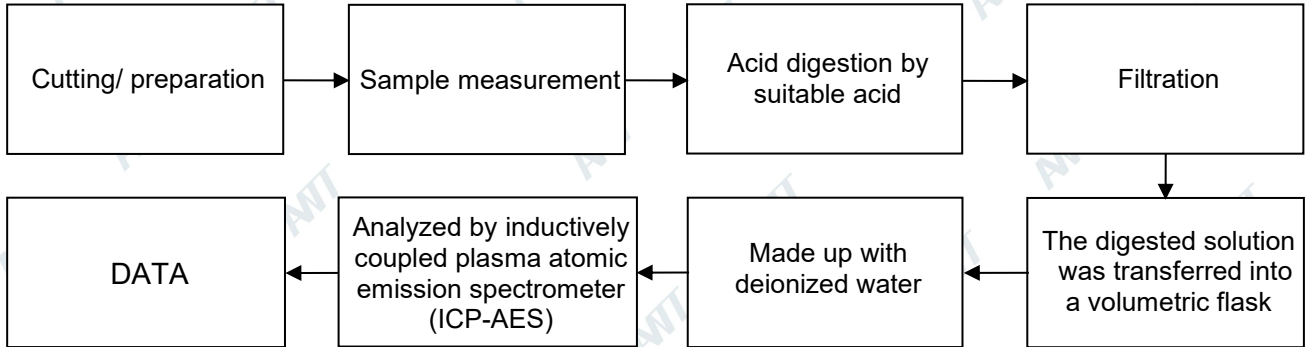 Cutting/ preparation
Sample measurement
Acid digestion by
suitable acid
Filtration
The digested solution
was transferred into
a volumetric flask
Made up with
deionized water
Analyzed by inductively
coupled plasma atomic
emission spectrometer
(ICP-AES)
DATA